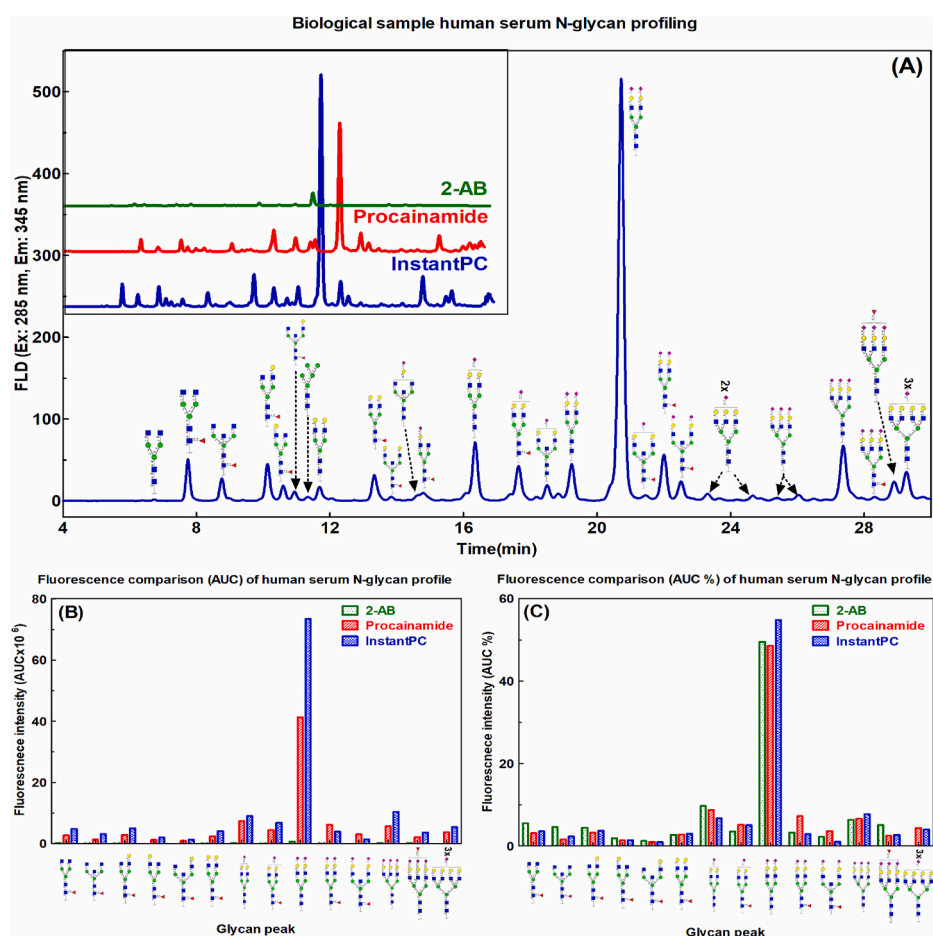 Biological sample human serum N-glycan profiling
(A)
FLD (Ex: 285 nm, Em: 345 nm)
500
400
300
200
100
0
2-AB
Procainamide
InstantPC
2x
3x
4 8 12 16 20 24 28
Time(min)
Fluorescence comparison (AUC) of human serum N-glycan profile
(B)
Fluorescnece intensity (AUCx10⁶)
80
60
40
20
0
2-AB
Procainamide
InstantPC
3x
Glycan peak
Fluorescence comparison (AUC %) of human serum N-glycan profile
(C)
Fluorescnece intensity (AUC %)
60
40
20
0
2-AB
Procainamide
InstantPC
3x
Glycan peak